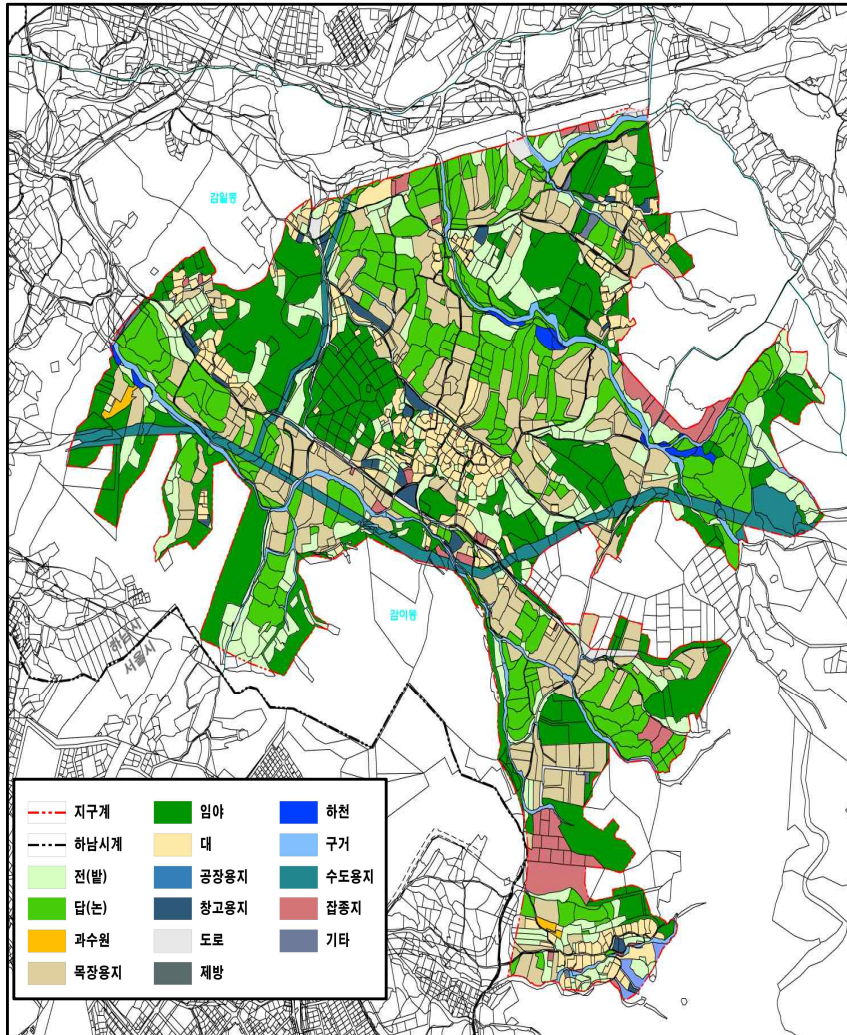 감일동
감이동
하남시
서울시
지구계
임야
하천
하남시계
대
구거
전(밭)
공장용지
수도용지
답(논)
창고용지
잡종지
과수원
도로
기타
목장용지
제방